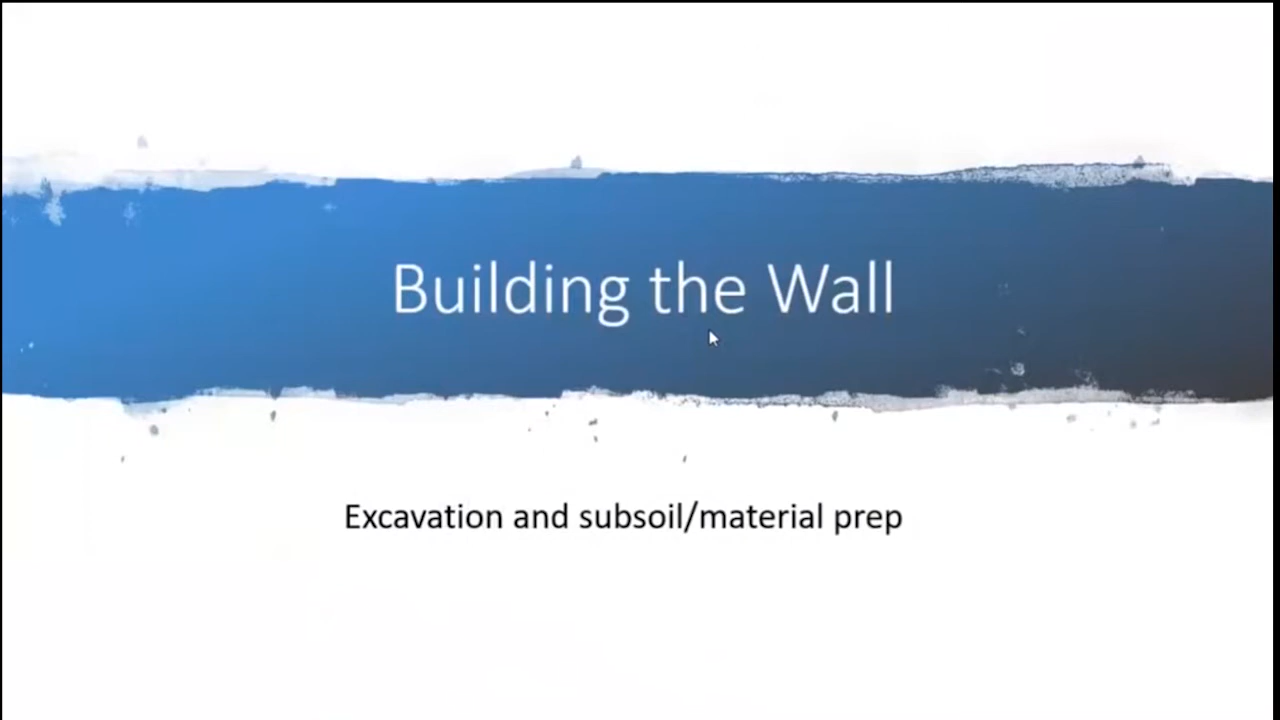 Building the Wall
Excavation and subsoil/material prep